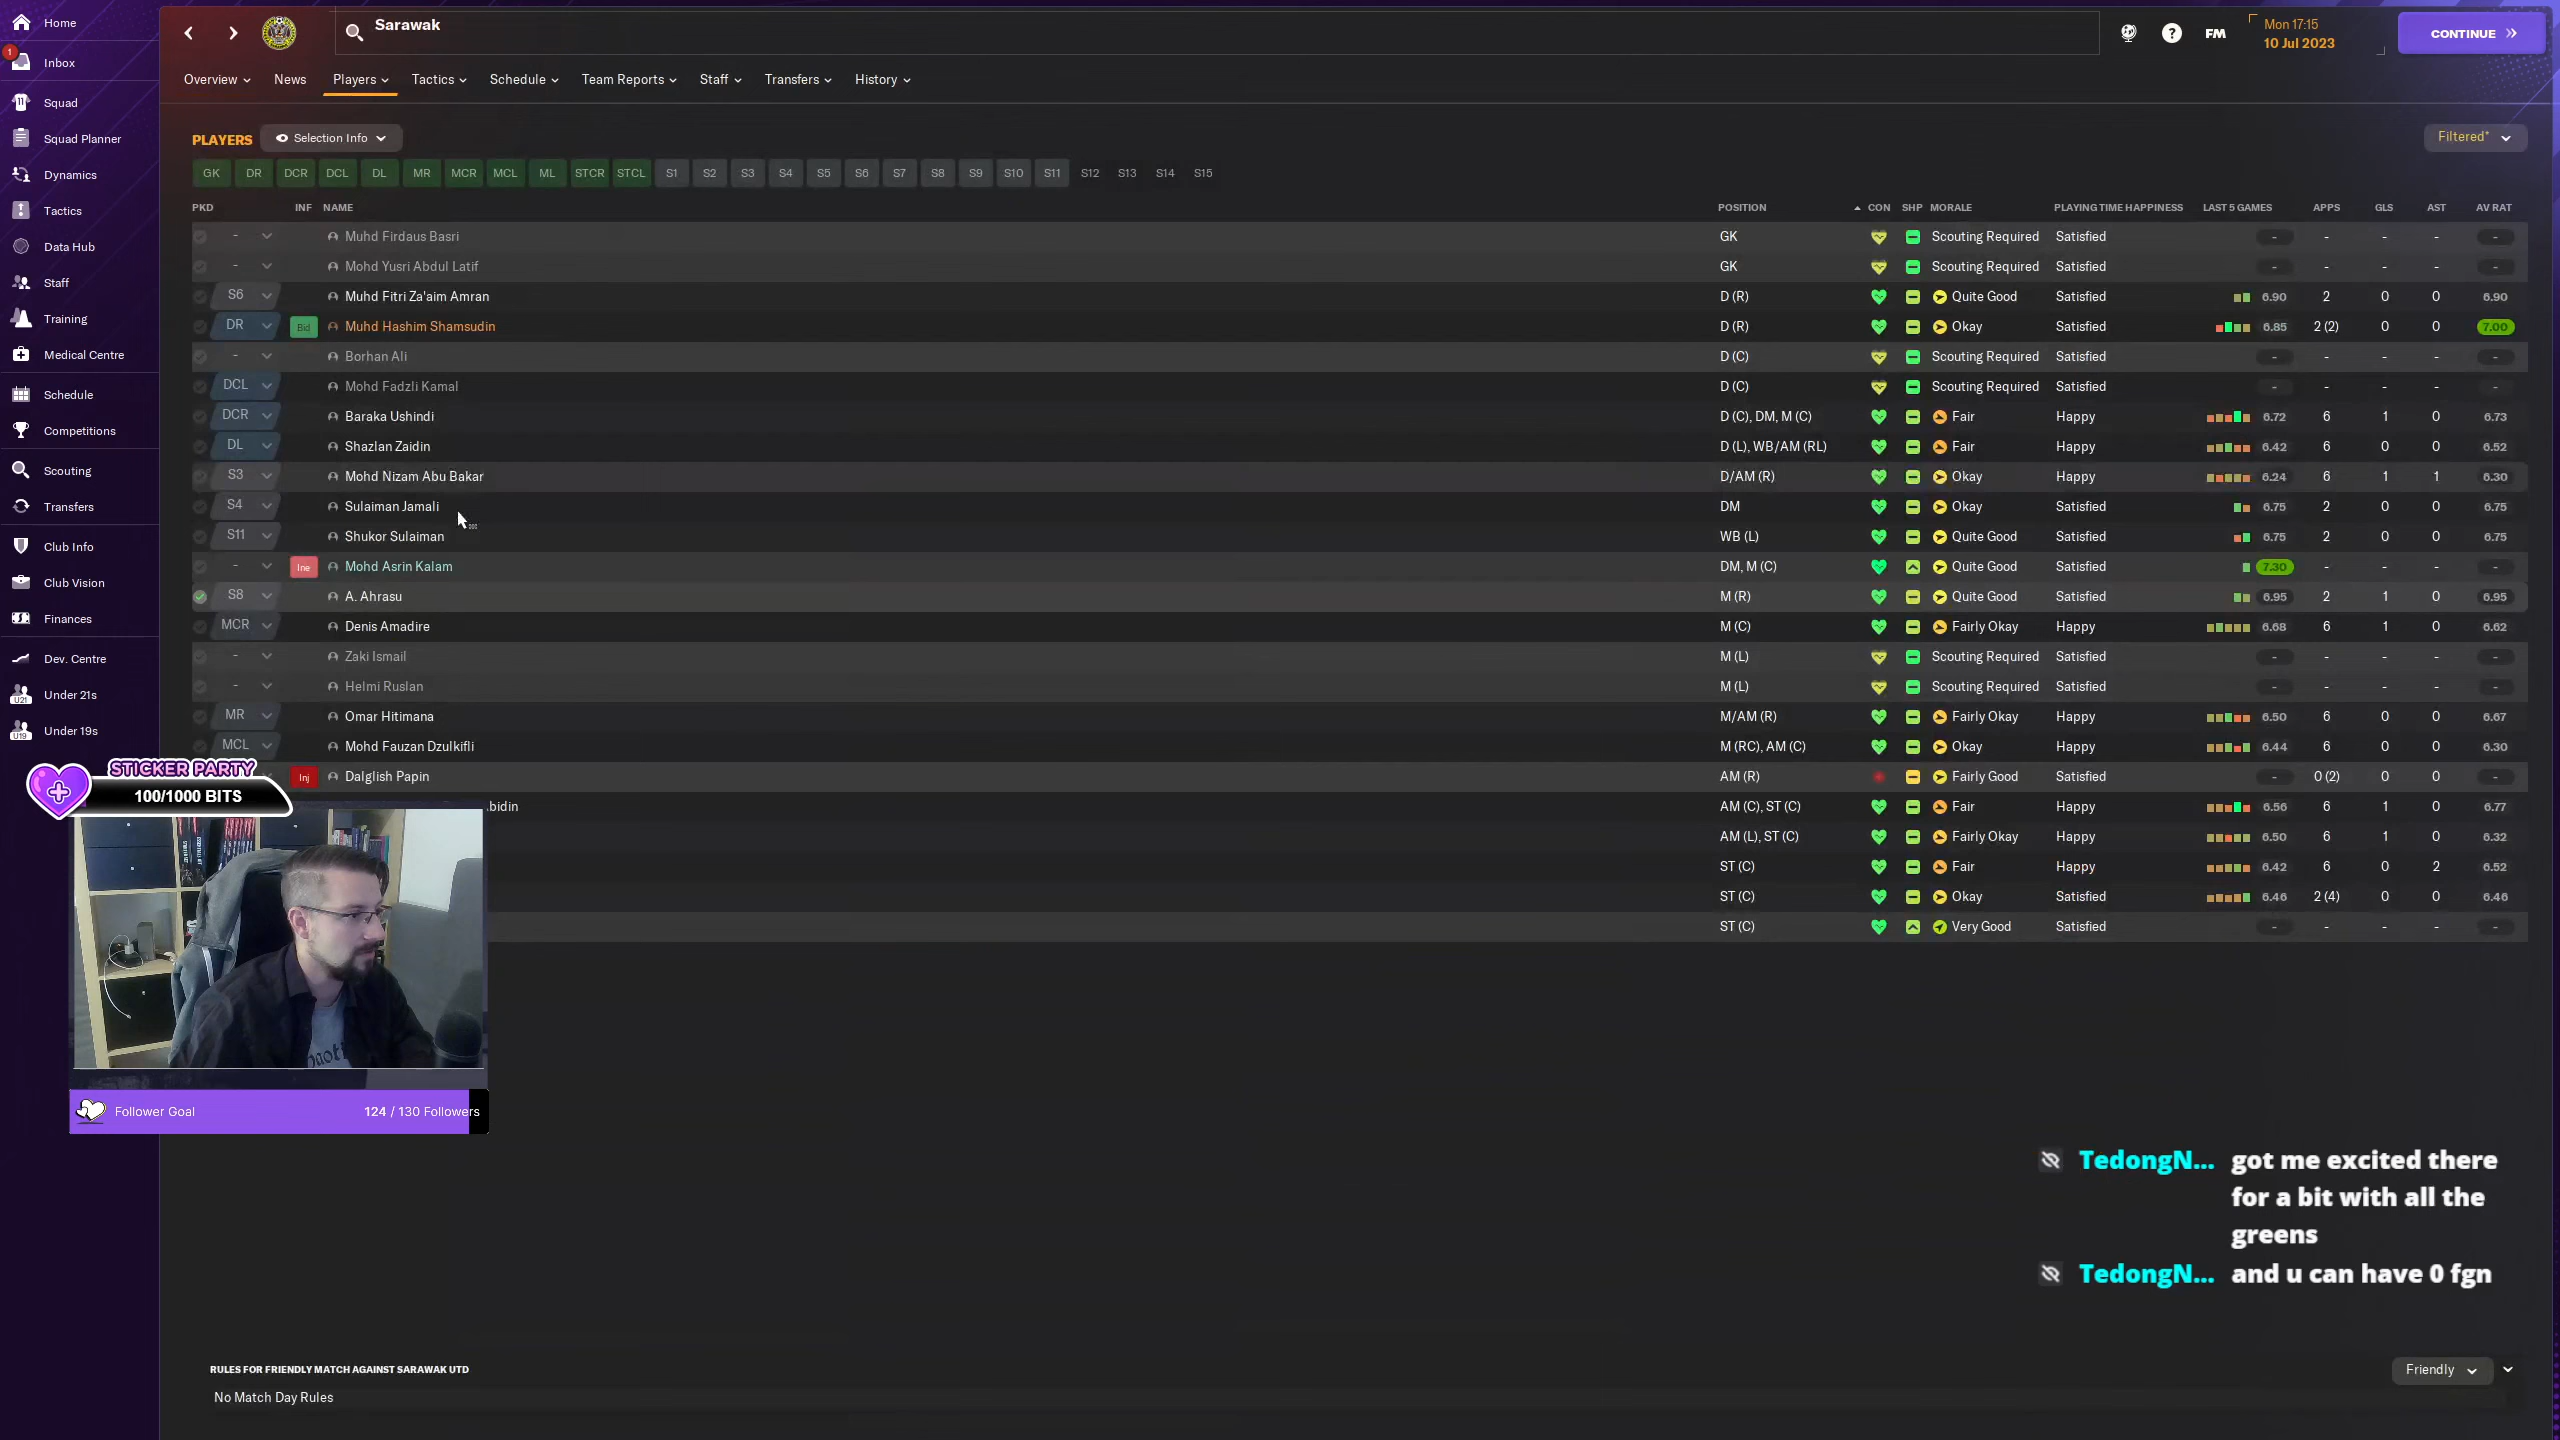 Home
Sarawak
Mon 17:15
10 Jul 2023
CONTINUE
FM
1
Inbox
Overview News Players Tactics Schedule Team Reports Staff Transfers History
Squad
Squad Planner
Dynamics
Tactics
Data Hub
Staff
Training
Medical Centre
Schedule
Competitions
Scouting
Transfers
Club Info
Club Vision
Finances
Dev. Centre
Under 21s
Under 19s
PLAYERS Selection Info Filtered*
GK DR DCR DCL DL MR MCR MCL ML STCR STCL S1 S2 S3 S4 S5 S6 S7 S8 S9 S10 S11 S12 S13 S14 S15
PKD INF NAME POSITION CON SHP MORALE PLAYING TIME HAPPINESS LAST 5 GAMES APPS GLS AST AV RAT
- Muhd Firdaus Basri GK Scouting Required Satisfied - - - - -
- Mohd Yusri Abdul Latif GK Scouting Required Satisfied - - - - -
S6 Muhd Fitri Za'aim Amran D (R) Quite Good Satisfied 6.90 2 0 0 6.90
DR Bid Muhd Hashim Shamsudin D (R) Okay Satisfied 6.85 2 (2) 0 0 7.00
- Borhan Ali D (C) Scouting Required Satisfied - - - - -
DCL Mohd Fadzli Kamal D (C) Scouting Required Satisfied - - - - -
DCR Baraka Ushindi D (C), DM, M (C) Fair Happy 6.72 6 1 0 6.73
DL Shazlan Zaidin D (L), WB/AM (RL) Fair Happy 6.42 6 0 0 6.52
S3 Mohd Nizam Abu Bakar D/AM (R) Okay Happy 6.24 6 1 1 6.30
S4 Sulaiman Jamali DM Okay Satisfied 6.75 2 0 0 6.75
S11 Shukor Sulaiman WB (L) Quite Good Satisfied 6.75 2 0 0 6.75
- Ine Mohd Asrin Kalam DM, M (C) Quite Good Satisfied 7.30 - - - -
S8 A. Ahrasu M (R) Quite Good Satisfied 6.95 2 1 0 6.95
MCR Denis Amadire M (C) Fairly Okay Happy 6.68 6 1 0 6.62
- Zaki Ismail M (L) Scouting Required Satisfied - - - - -
- Helmi Ruslan M (L) Scouting Required Satisfied - - - - -
MR Omar Hitimana M/AM (R) Fairly Okay Happy 6.50 6 0 0 6.67
MCL Mohd Fauzan Dzulkifli M (RC), AM (C) Okay Happy 6.44 6 0 0 6.30
Inj Dalglish Papin AM (R) Fairly Good Satisfied - 0 (2) 0 0 -
bidin AM (C), ST (C) Fair Happy 6.56 6 1 0 6.77
AM (L), ST (C) Fairly Okay Happy 6.50 6 1 0 6.32
ST (C) Fair Happy 6.42 6 0 2 6.52
ST (C) Okay Satisfied 6.46 2 (4) 0 0 6.46
ST (C) Very Good Satisfied - - - - -
STICKER PARTY
100/1000 BITS
Follower Goal 124 / 130 Followers
TedongN... got me excited there
for a bit with all the
greens
TedongN... and u can have 0 fgn
RULES FOR FRIENDLY MATCH AGAINST SARAWAK UTD
Friendly
No Match Day Rules